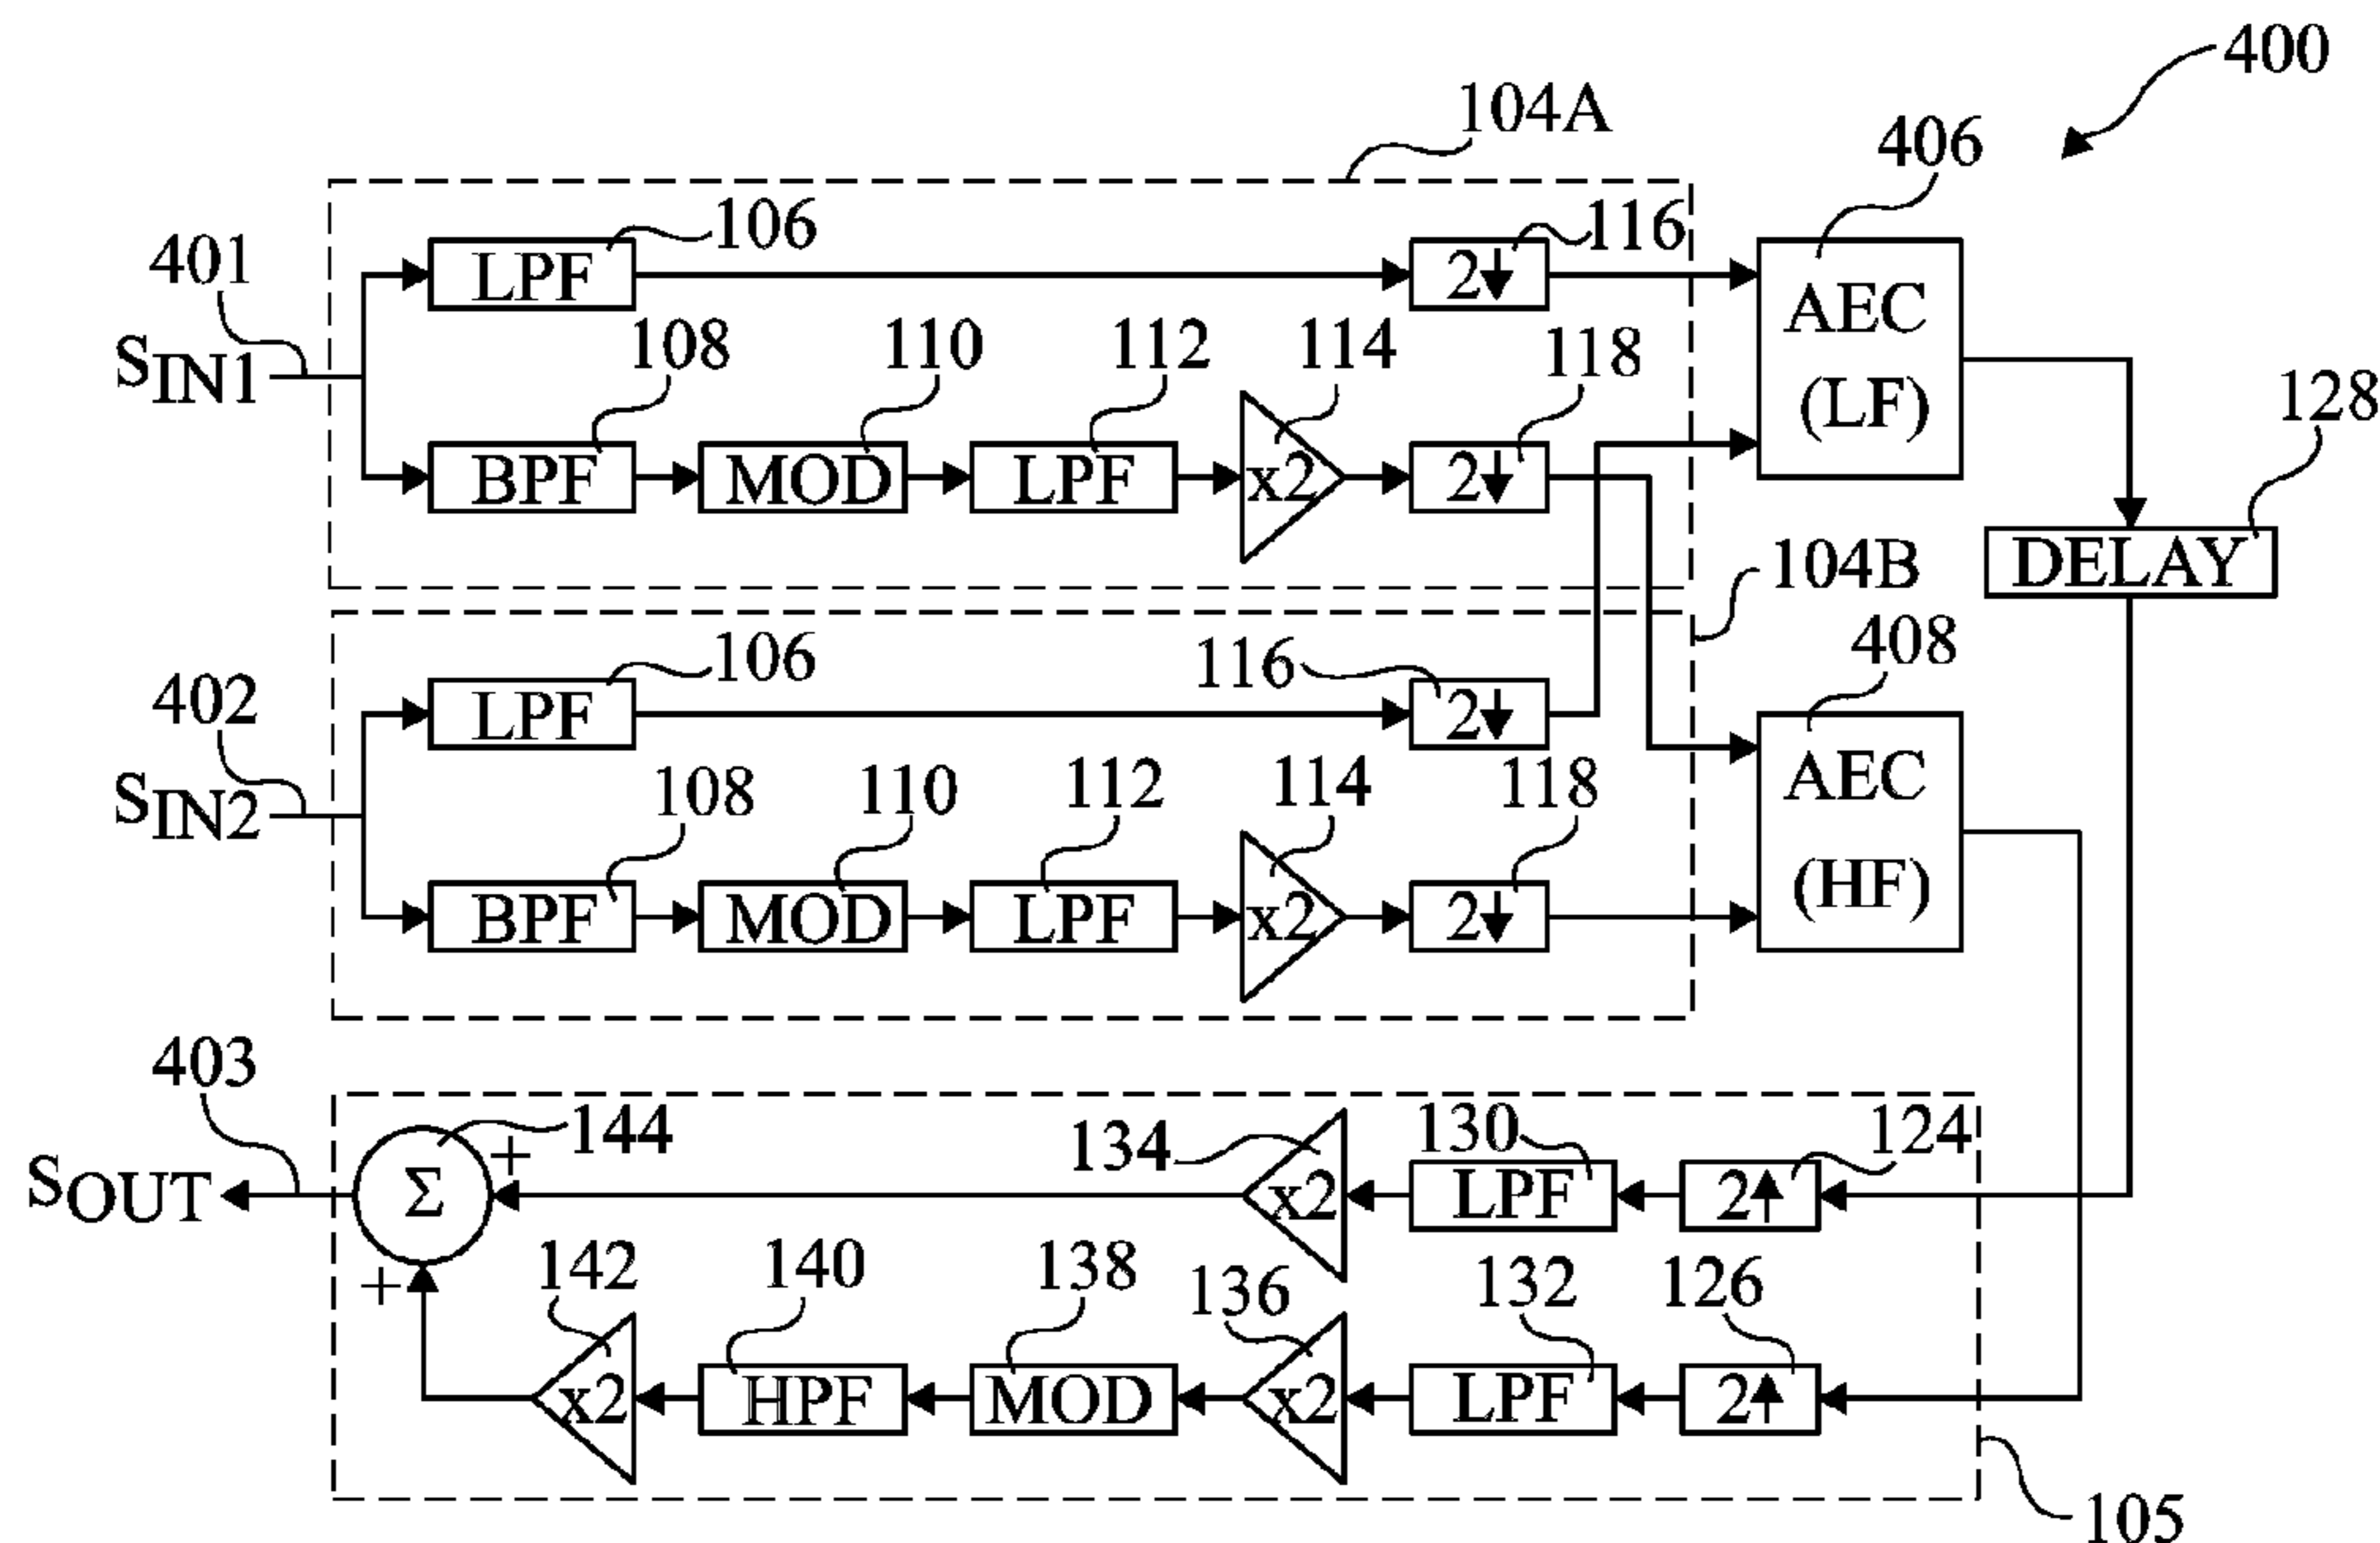 400
104A
406
106
116
401
LPF
2↓
AEC
(LF)
SIN1
108
110
112
114
118
128
BPF
MOD
LPF
x2
2↓
DELAY
104B
106
116
408
402
LPF
2↓
AEC
(HF)
SIN2
108
110
112
114
118
BPF
MOD
LPF
x2
2↓
403
144
134
130
124
SOUT
Σ
+
x2
LPF
2↑
+
142
140
138
136
132
126
x2
HPF
MOD
x2
LPF
2↑
105